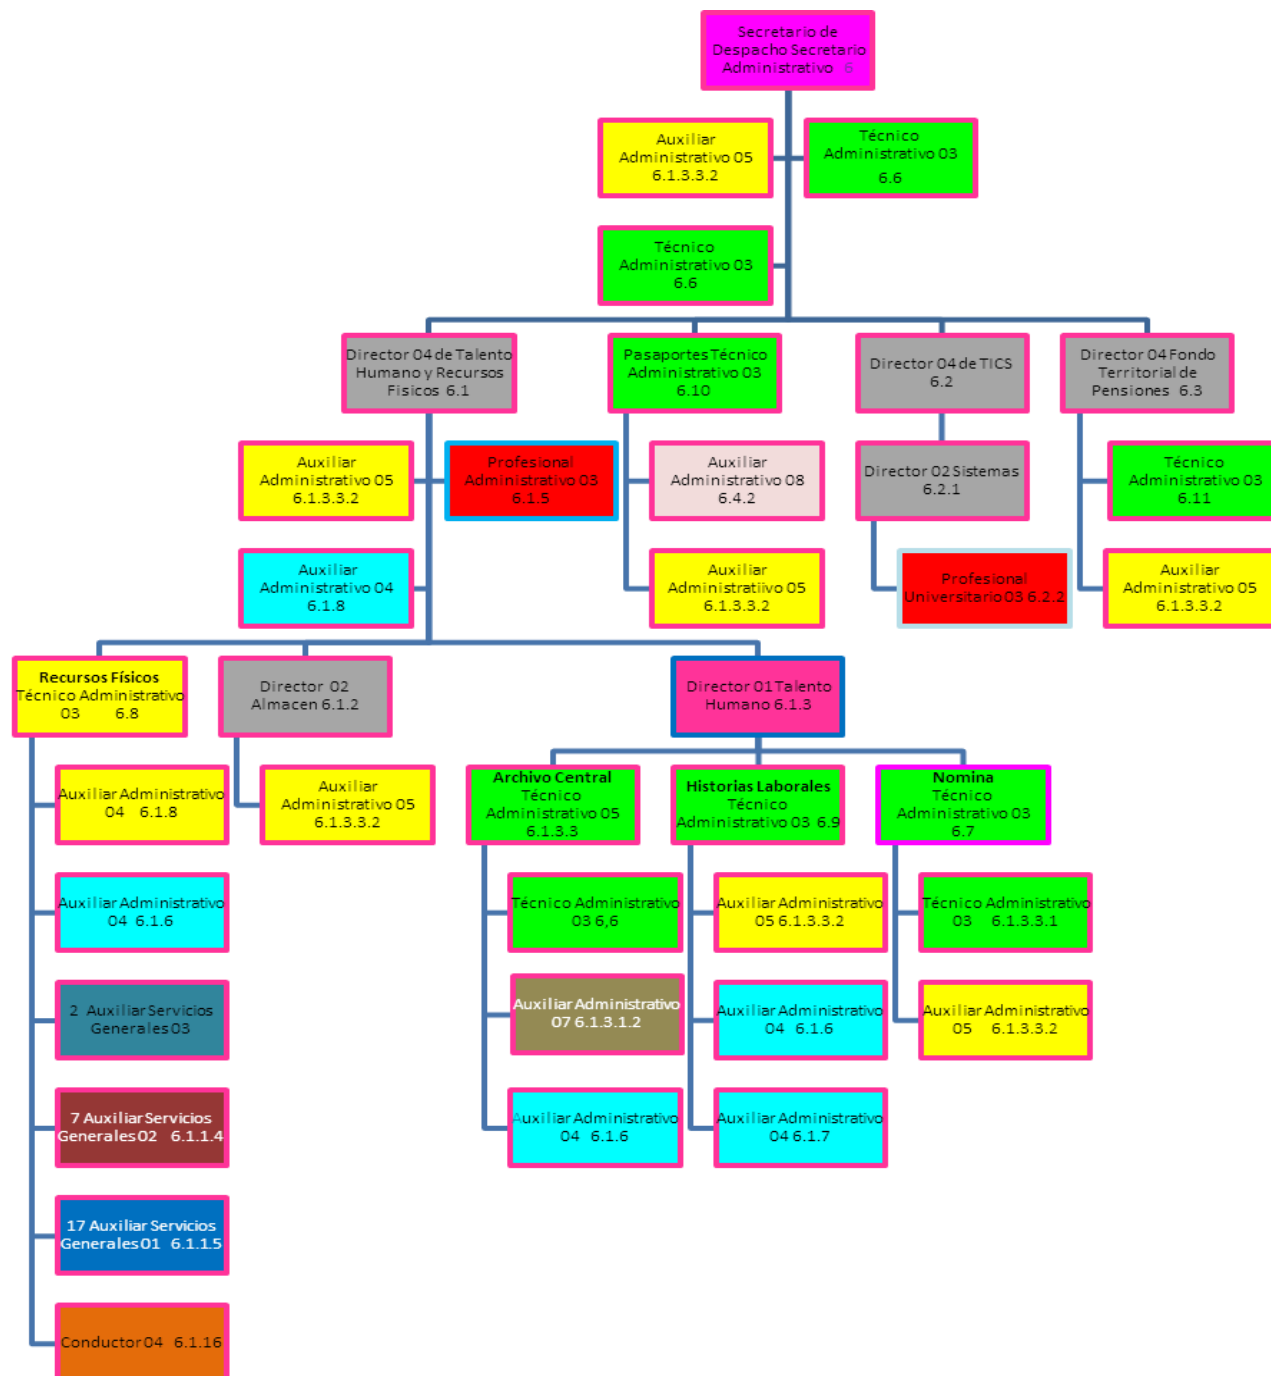 Secretario de
Despacho Secretario
Administrativo 6
Auxiliar
Administrativo 05
6.1.3.3.2
Técnico
Administrativo 03
6.6
Técnico
Administrativo 03
6.6
Director 04 de Talento
Humano y Recursos
Fisicos 6.1
Pasaportes Técnico
Administrativo 03
6.10
Director 04 de TICS
6.2
Director 04 Fondo
Territorial de
Pensiones 6.3
Auxiliar
Administrativo 05
6.1.3.3.2
Profesional
Administrativo 03
6.1.5
Auxiliar
Administrativo 08
6.4.2
Director 02 Sistemas
6.2.1
Técnico
Administrativo 03
6.11
Auxiliar
Administrativo 04
6.1.8
Auxiliar
Administratiivo 05
6.1.3.3.2
Profesional
Universitario 03 6.2.2
Auxiliar
Administrativo 05
6.1.3.3.2
Recursos Físicos
Técnico Administrativo
03 6.8
Director 02
Almacen 6.1.2
Director 01 Talento
Humano 6.1.3
Auxiliar Administrativo
04 6.1.8
Auxiliar
Administrativo 05
6.1.3.3.2
Archivo Central
Técnico
Administrativo 05
6.1.3.3
Historias Laborales
Técnico
Administrativo 03 6.9
Nomina
Técnico
Administrativo 03
6.7
Auxiliar Administrativo
04 6.1.6
Técnico Administrativo
03 6,6
Auxiliar Administrativo
05 6.1.3.3.2
Técnico Administrativo
03 6.1.3.3.1
2 Auxiliar Servicios
Generales 03
Auxiliar Administrativo
07 6.1.3.1.2
Auxiliar Administrativo
04 6.1.6
Auxiliar Administrativo
05 6.1.3.3.2
7 Auxiliar Servicios
Generales 02 6.1.1.4
Auxiliar Administrativo
04 6.1.6
Auxiliar Administrativo
04 6.1.7
17 Auxiliar Servicios
Generales 01 6.1.1.5
Conductor 04 6.1.16